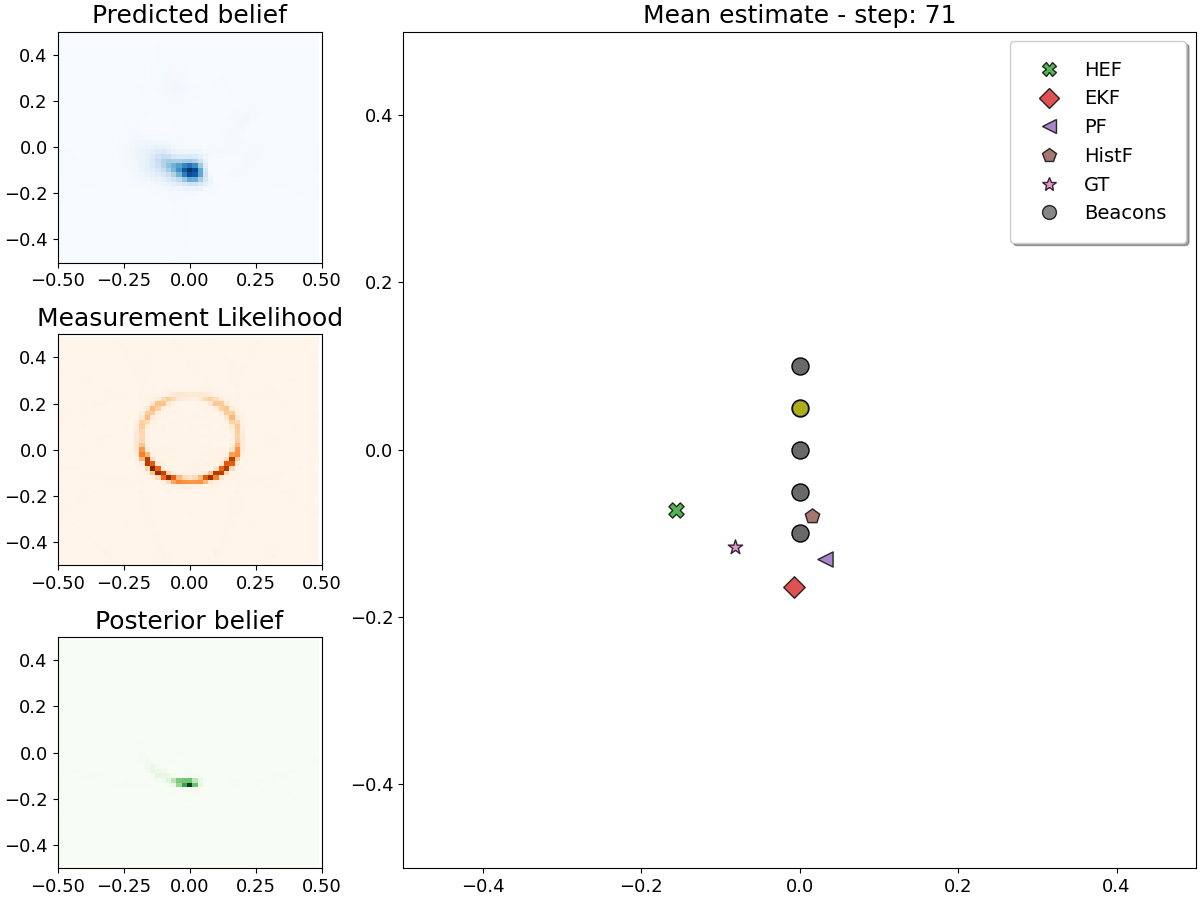 Predicted belief
0.4
0.2
0.0
−0.2
−0.4
−0.50 −0.25 0.00 0.25 0.50
Measurement Likelihood
0.4
0.2
0.0
−0.2
−0.4
−0.50 −0.25 0.00 0.25 0.50
Posterior belief
0.4
0.2
0.0
−0.2
−0.4
−0.50 −0.25 0.00 0.25 0.50
Mean estimate - step: 71
0.4
0.2
0.0
−0.2
−0.4
−0.4 −0.2 0.0 0.2 0.4
HEF
EKF
PF
HistF
GT
Beacons